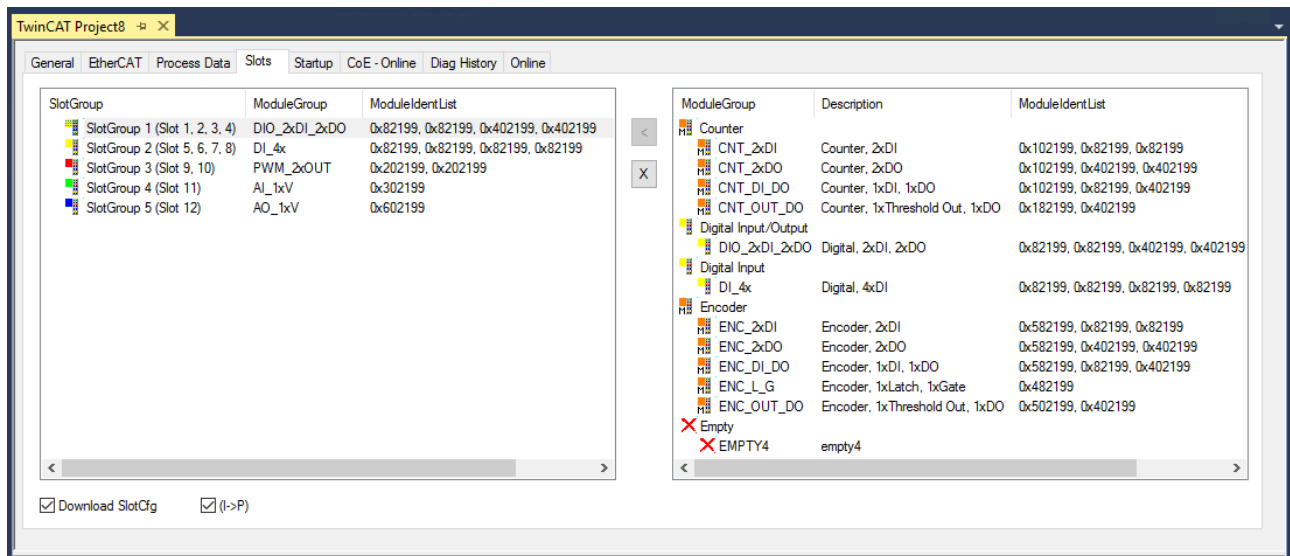 TwinCAT Project8
General EtherCAT Process Data Slots Startup CoE - Online Diag History Online
SlotGroup ModuleGroup ModuleIdentList
SlotGroup 1 (Slot 1, 2, 3, 4) DIO_2xDI_2xDO 0x82199, 0x82199, 0x402199, 0x402199
SlotGroup 2 (Slot 5, 6, 7, 8) DI_4x 0x82199, 0x82199, 0x82199, 0x82199
SlotGroup 3 (Slot 9, 10) PWM_2xOUT 0x202199, 0x202199
SlotGroup 4 (Slot 11) AI_1xV 0x302199
SlotGroup 5 (Slot 12) AO_1xV 0x602199
<
X
ModuleGroup Description ModuleIdentList
Counter
CNT_2xDI Counter, 2xDI 0x102199, 0x82199, 0x82199
CNT_2xDO Counter, 2xDO 0x102199, 0x402199, 0x402199
CNT_DI_DO Counter, 1xDI, 1xDO 0x102199, 0x82199, 0x402199
CNT_OUT_DO Counter, 1xThreshold Out, 1xDO 0x182199, 0x402199
Digital Input/Output
DIO_2xDI_2xDO Digital, 2xDI, 2xDO 0x82199, 0x82199, 0x402199, 0x402199
Digital Input
DI_4x Digital, 4xDI 0x82199, 0x82199, 0x82199, 0x82199
Encoder
ENC_2xDI Encoder, 2xDI 0x582199, 0x82199, 0x82199
ENC_2xDO Encoder, 2xDO 0x582199, 0x402199, 0x402199
ENC_DI_DO Encoder, 1xDI, 1xDO 0x582199, 0x82199, 0x402199
ENC_L_G Encoder, 1xLatch, 1xGate 0x482199
ENC_OUT_DO Encoder, 1xThreshold Out, 1xDO 0x502199, 0x402199
Empty
EMPTY4 empty4
Download SlotCfg (I->P)